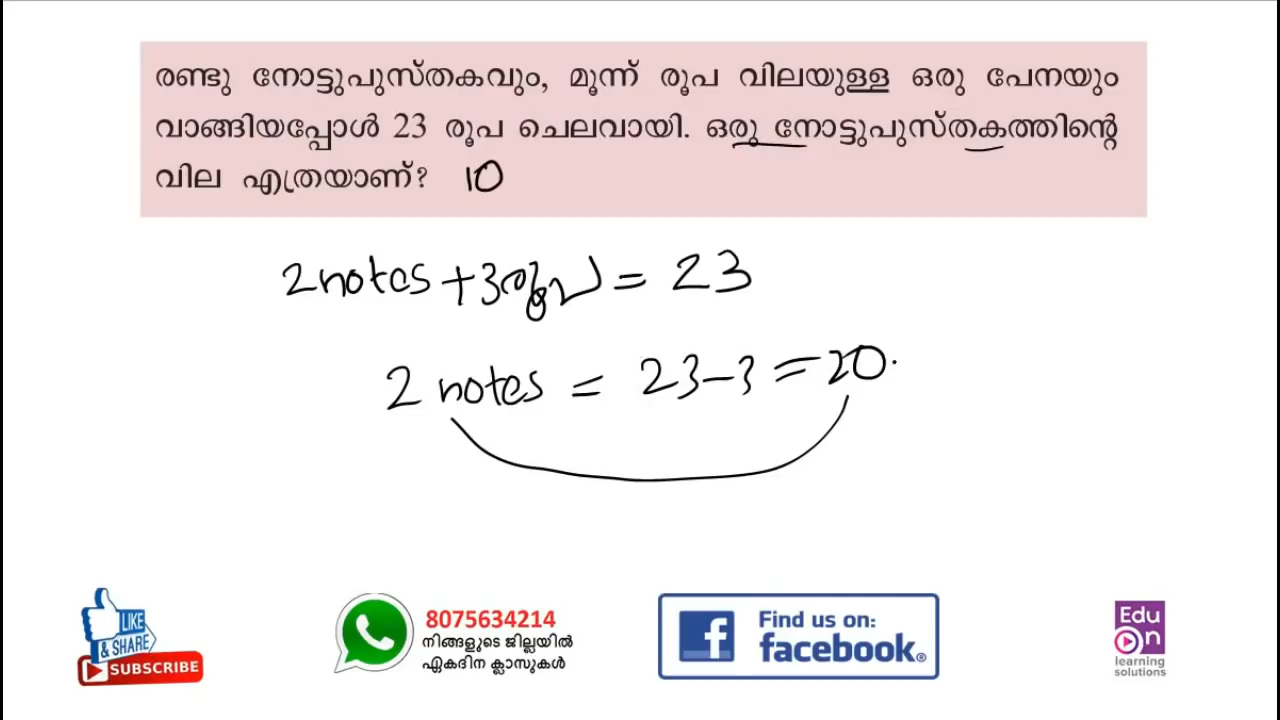 രണ്ടു നോട്ടുപുസ്തകവും, മൂന്ന് രൂപ വിലയുള്ള ഒരു പേനയും
വാങ്ങിയപ്പോൾ 23 രൂപ ചെലവായി. ഒരു നോട്ടുപുസ്തകത്തിന്റെ
വില എത്രയാണ്? 10
2 notes + 3 രൂപ = 23
2 notes = 23 - 3 = 20.
LIKE
& SHARE
SUBSCRIBE
8075634214
നിങ്ങളുടെ ജില്ലയിൽ
ഏകദിന ക്ലാസുകൾ
f
Find us on:
facebook®
Edu
On
learning
solutions